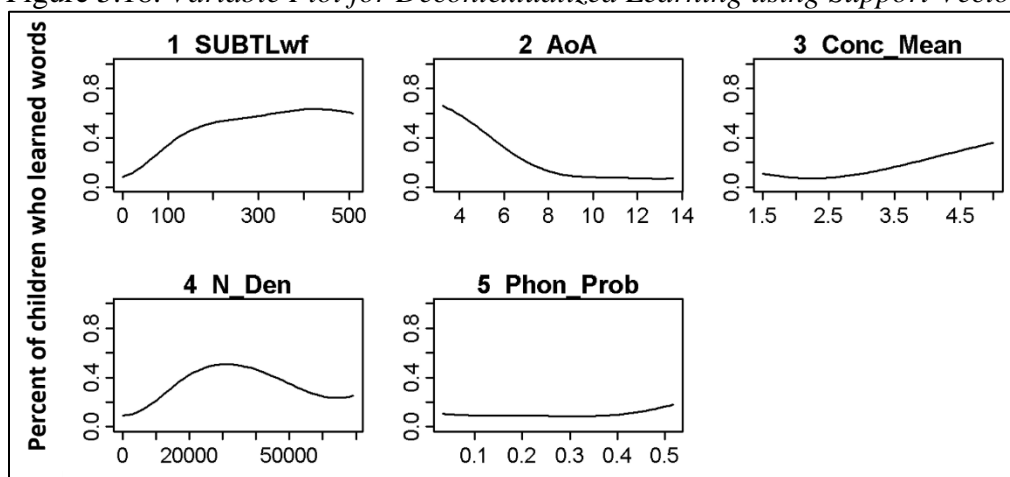 Figure 3.18. Variable Plot for Decontextualized Learning using Support Vector
Percent of children who learned words
1 SUBTLwf
0.0 0.4 0.8
0 100 300 500
2 AoA
0.0 0.4 0.8
4 6 8 10 12 14
3 Conc_Mean
0.0 0.4 0.8
1.5 2.5 3.5 4.5
4 N_Den
0.0 0.4 0.8
0 20000 50000
5 Phon_Prob
0.0 0.4 0.8
0.1 0.2 0.3 0.4 0.5